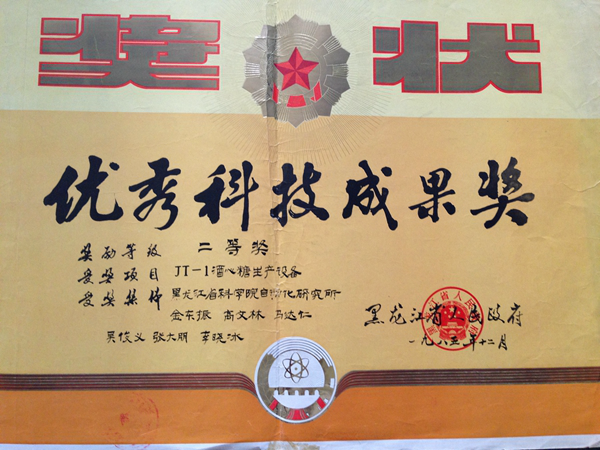 奖状
优秀科技成果奖
奖励等级 二等奖
受奖项目 JT-1酒心糖生产设备
受奖集体 黑龙江省科学院自动化研究所
金东振 高文林 马达仁
吴俊义 张大朋 李晓冰
黑龙江省人民政府
一九八五年十二月